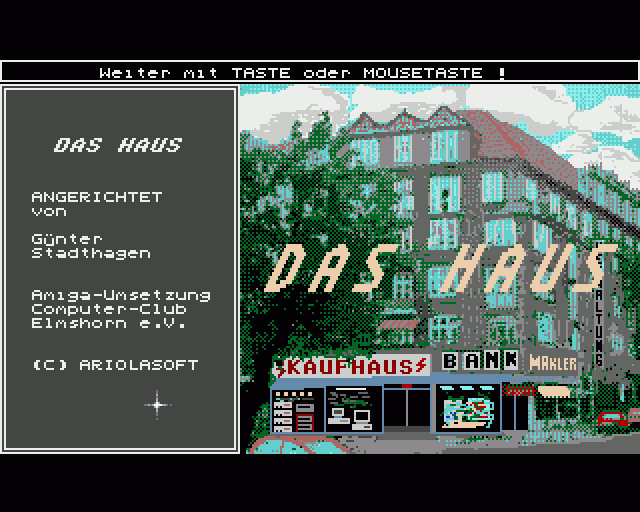 Weiter mit TASTE oder MOUSETASTE !
DAS HAUS
ANGERICHTET
von
Günter
Stadthagen
Amiga-Umsetzung
Computer-Club
Elmshorn e.V.
(C) ARIOLASOFT
DAS HAUS
KAUFHAUS
BANK
MAKLER